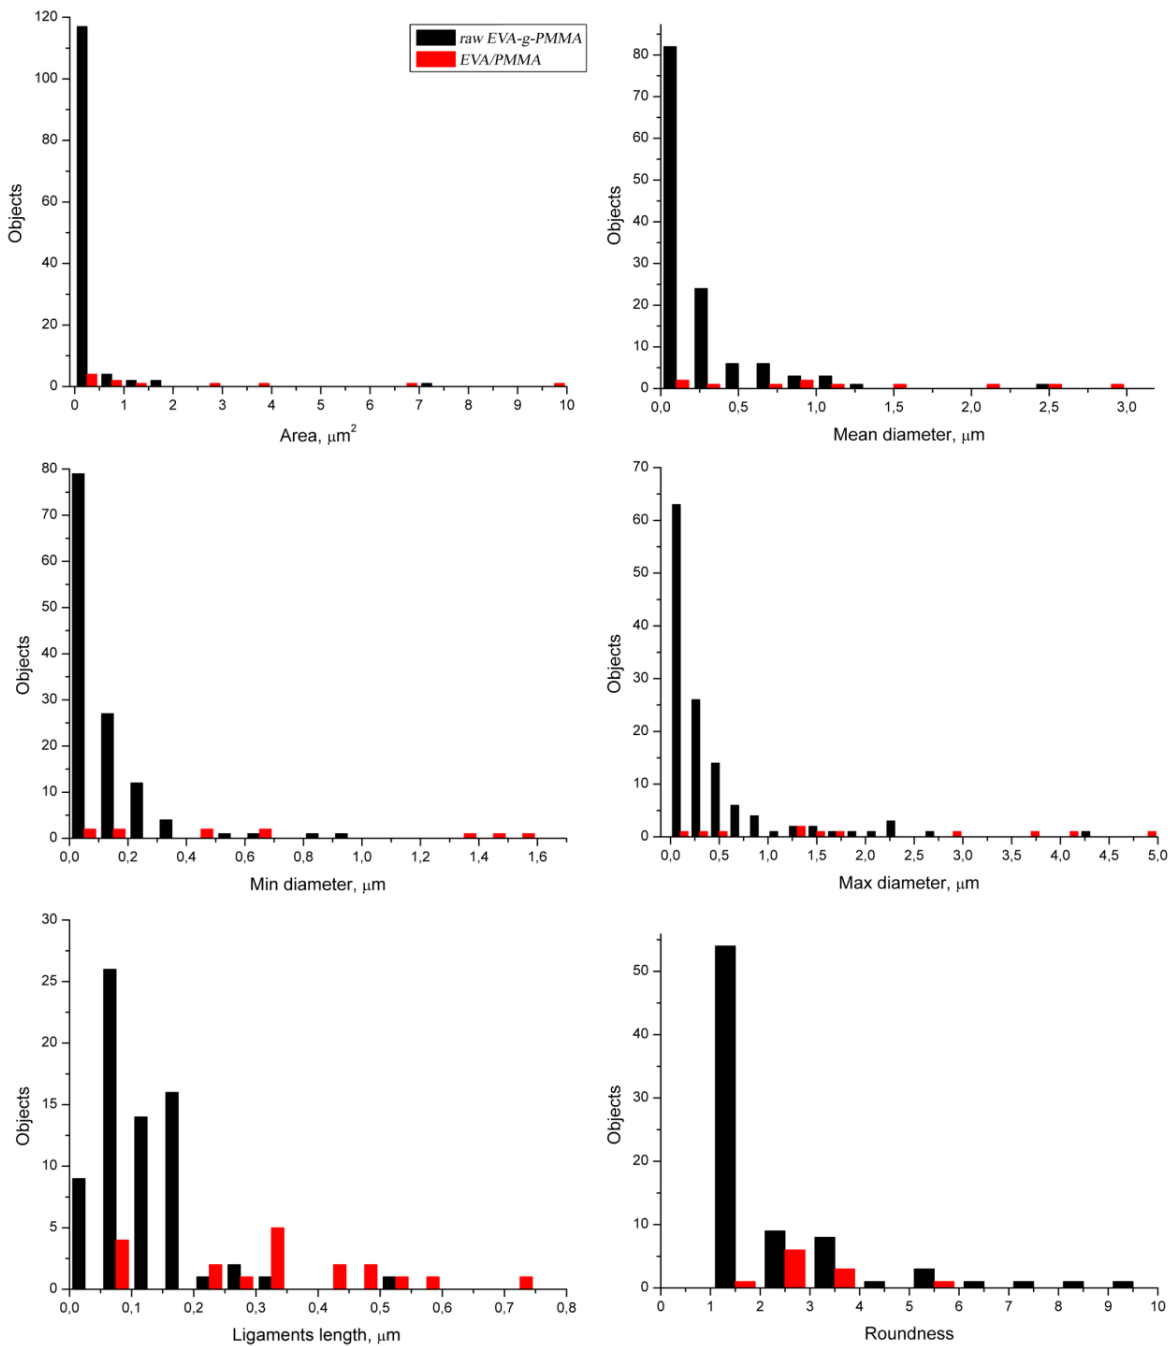 raw EVA-g-PMMA
EVA/PMMA
Objects
120
100
80
60
40
20
0
0 1 2 3 4 5 6 7 8 9 10
Area, μm²
Objects
80
70
60
50
40
30
20
10
0
0,0 0,5 1,0 1,5 2,0 2,5 3,0
Mean diameter, μm
Objects
80
70
60
50
40
30
20
10
0
0,0 0,2 0,4 0,6 0,8 1,0 1,2 1,4 1,6
Min diameter, μm
Objects
70
60
50
40
30
20
10
0
0,0 0,5 1,0 1,5 2,0 2,5 3,0 3,5 4,0 4,5 5,0
Max diameter, μm
Objects
30
25
20
15
10
5
0
0,0 0,1 0,2 0,3 0,4 0,5 0,6 0,7 0,8
Ligaments length, μm
Objects
50
40
30
20
10
0
0 1 2 3 4 5 6 7 8 9 10
Roundness